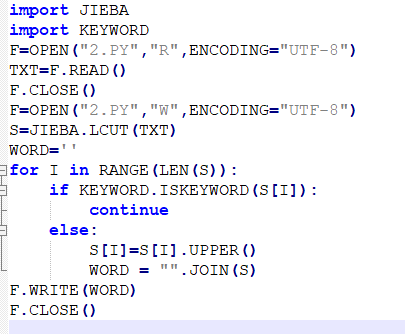 import JIEBA
import KEYWORD
F=OPEN("2.PY","R",ENCODING="UTF-8")
TXT=F.READ()
F.CLOSE()
F=OPEN("2.PY","W",ENCODING="UTF-8")
S=JIEBA.LCUT(TXT)
WORD=''
for I in RANGE(LEN(S)):
    if KEYWORD.ISKEYWORD(S[I]):
        continue
    else:
        S[I]=S[I].UPPER()
        WORD = "".JOIN(S)
F.WRITE(WORD)
F.CLOSE()